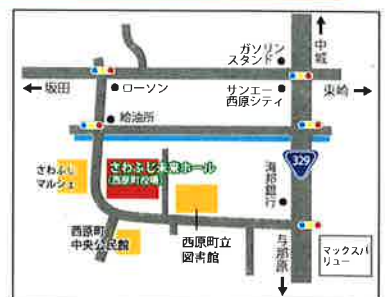 ガソリン
スタンド
中城
坂田
ローソン
サンエー
西原シティ
東崎
給油所
さわふじ
マルシェ
さわふじ未来ホール
(西原町役場)
329
海邦銀行
西原町
中央公民館
西原町立
図書館
与那原
マックスバ
リュー